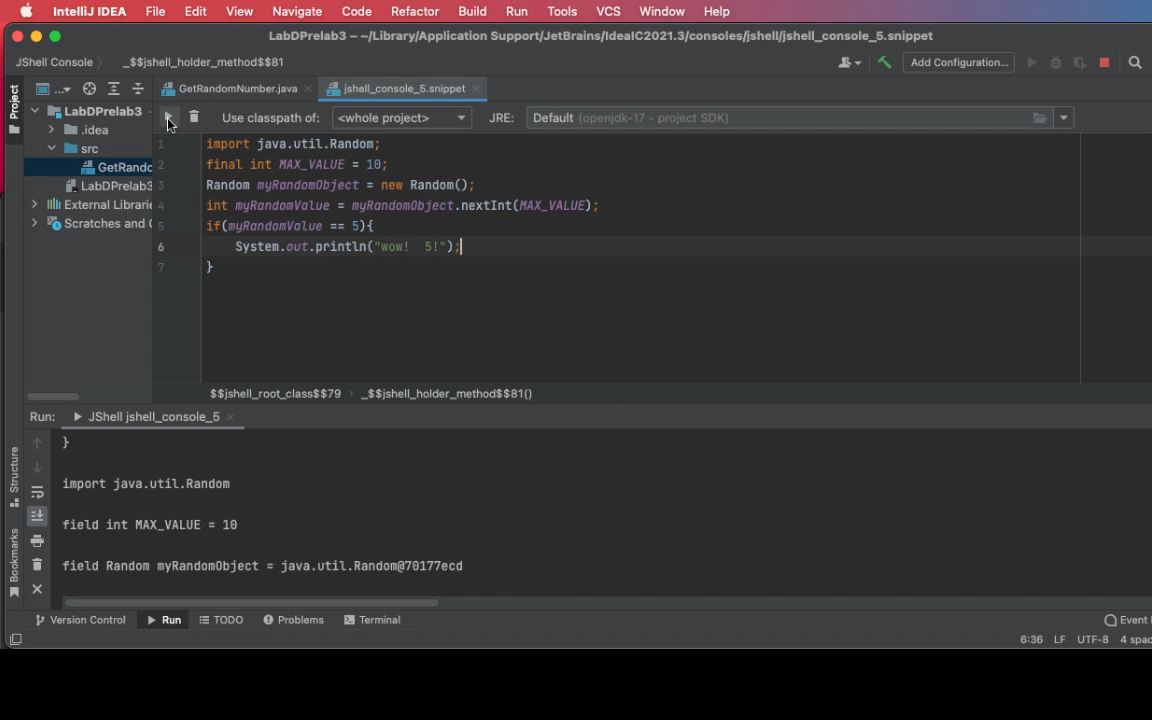 IntelliJ IDEA File Edit View Navigate Code Refactor Build Run Tools VCS Window Help
LabDPrelab3 – ~/Library/Application Support/JetBrains/IdeaIC2021.3/consoles/jshell/jshell_console_5.snippet
JShell Console _$$jshell_holder_method$$81 Add Configuration...
Project ... GetRandomNumber.java jshell_console_5.snippet
LabDPrelab3 Use classpath of: <whole project> JRE: Default (openjdk-17 - project SDK)
.idea
src
GetRando
LabDPrelab3
External Librarie
Scratches and
1 import java.util.Random;
2 final int MAX_VALUE = 10;
3 Random myRandomObject = new Random();
4 int myRandomValue = myRandomObject.nextInt(MAX_VALUE);
5 if(myRandomValue == 5){
6 System.out.println("wow!  5!");
7 }
$$jshell_root_class$$79 _$$jshell_holder_method$$81()
Run: JShell jshell_console_5
}
import java.util.Random
field int MAX_VALUE = 10
field Random myRandomObject = java.util.Random@70177ecd
Structure
Bookmarks
Version Control Run TODO Problems Terminal Event
6:36 LF UTF-8 4 spac